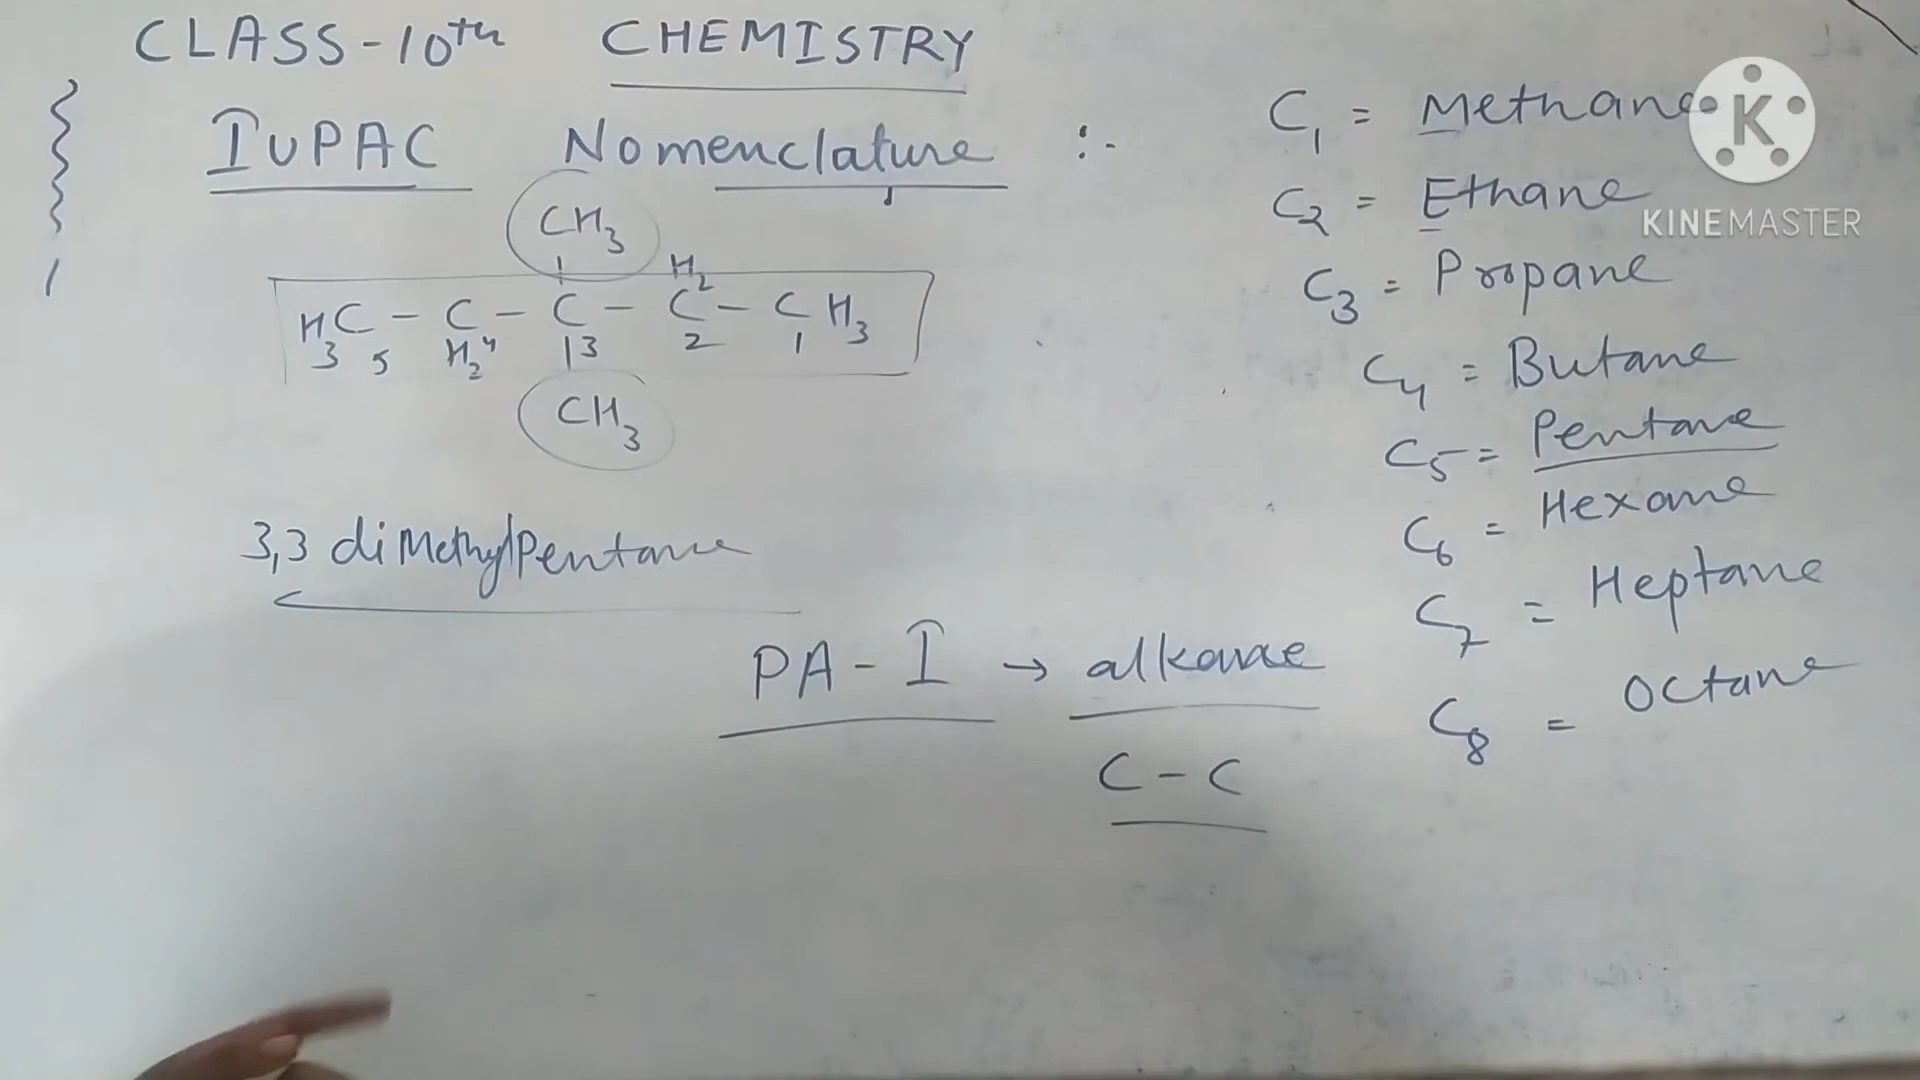 CLASS-10th CHEMISTRY
IUPAC Nomenclature :-
CH3
H2
H3C - C - C - C - CH3
5 H2 4 3 2 1
CH3
3,3 diMethylPentane
PA-I → alkane
C-C
C1 = Methane
C2 = Ethane
C3 = Propane
C4 = Butane
C5 = Pentane
C6 = Hexane
C7 = Heptane
C8 = Octane
K
KINEMASTER